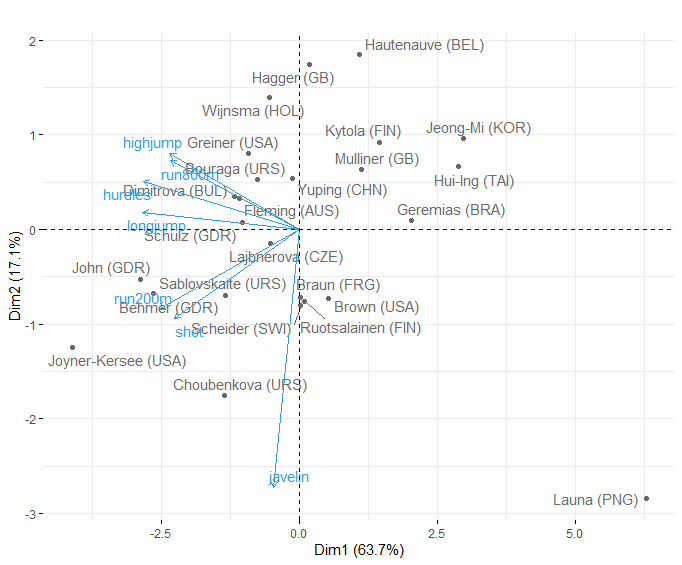 2
Hautenauve (BEL)
Hagger (GB)
Wijnsma (HOL)
1
Kytola (FIN)
Jeong-Mi (KOR)
highjump
Greiner (USA)
Mulliner (GB)
run800m
Bouraga (URS)
Hui-Ing (TAI)
Dimitrova (BUL)
Yuping (CHN)
hurdles
Fleming (AUS)
Geremias (BRA)
longjump
0
Schulz (GDR)
Lajbnerova (CZE)
John (GDR)
Sablovskaite (URS)
Braun (FRG)
run200m
Behmer (GDR)
Brown (USA)
-1
shot
Scheider (SWI)
Ruotsalainen (FIN)
Joyner-Kersee (USA)
Choubenkova (URS)
-2
javelin
Launa (PNG)
-3
-2.5
0.0
2.5
5.0
Dim1 (63.7%)
Dim2 (17.1%)